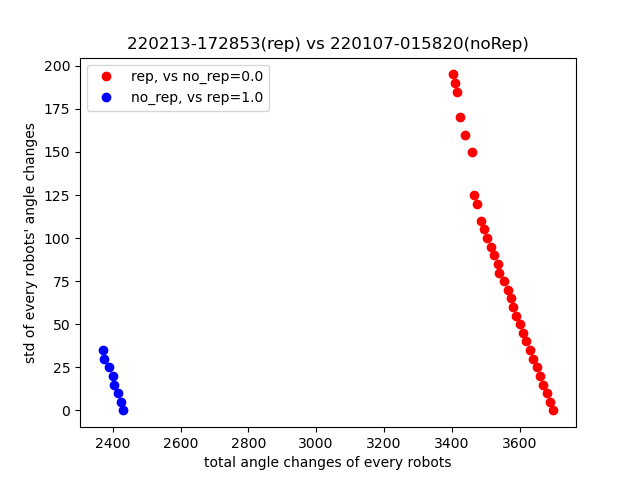 220213-172853(rep) vs 220107-015820(noRep)
rep, vs no_rep=0.0
no_rep, vs rep=1.0
200
175
150
125
100
75
50
25
0
std of every robots' angle changes
2400 2600 2800 3000 3200 3400 3600
total angle changes of every robots